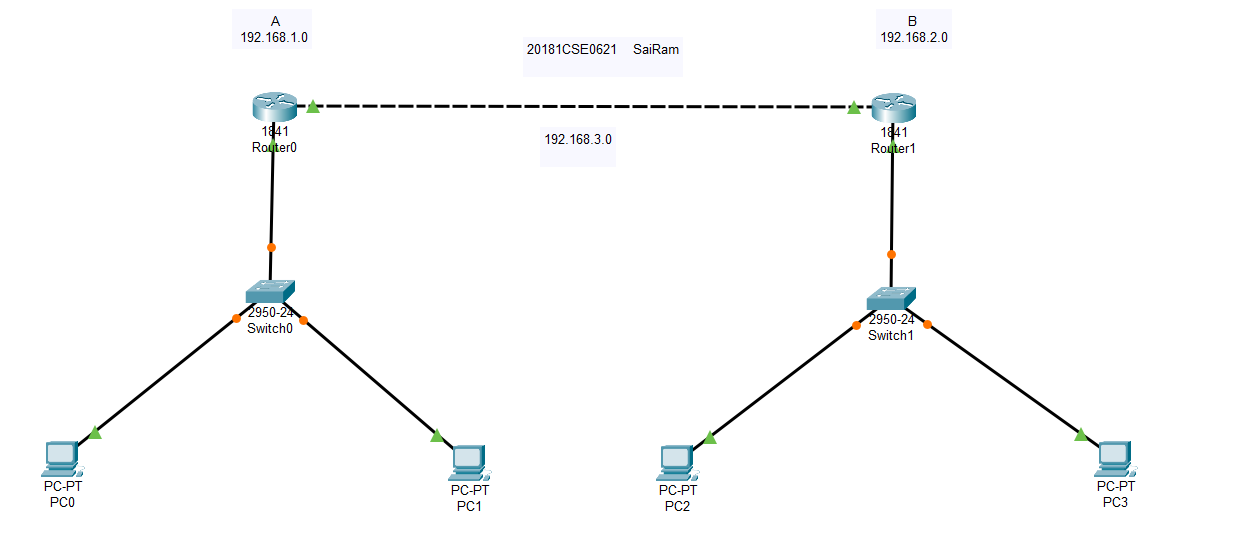 A
192.168.1.0
B
192.168.2.0
20181CSE0621 SaiRam
192.168.3.0
1841
Router0
1841
Router1
2950-24
Switch0
2950-24
Switch1
PC-PT
PC0
PC-PT
PC1
PC-PT
PC2
PC-PT
PC3